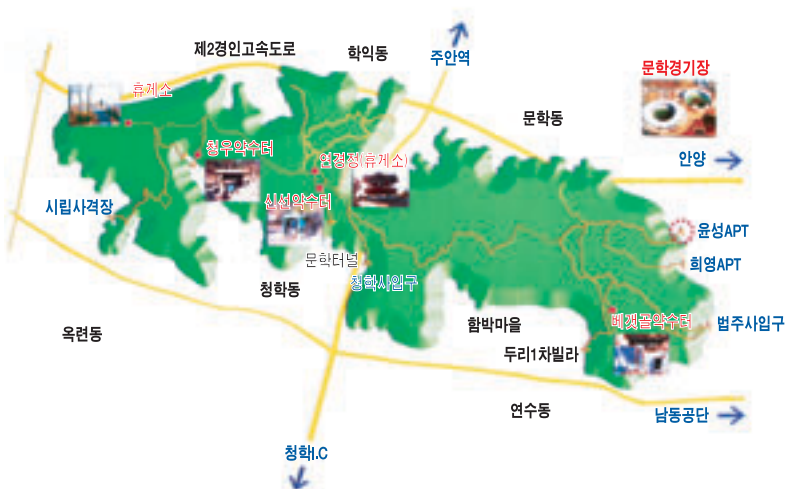 제2경인고속도로
학익동
주안역
문학경기장
휴게소
문학동
청우약수터
연경정(휴게소)
안양
시립사격장
신선약수터
윤성APT
문학터널
희영APT
청학사입구
청학동
함박마을
베갯골약수터
법주사입구
옥련동
두리1차빌라
연수동
남동공단
청학I.C